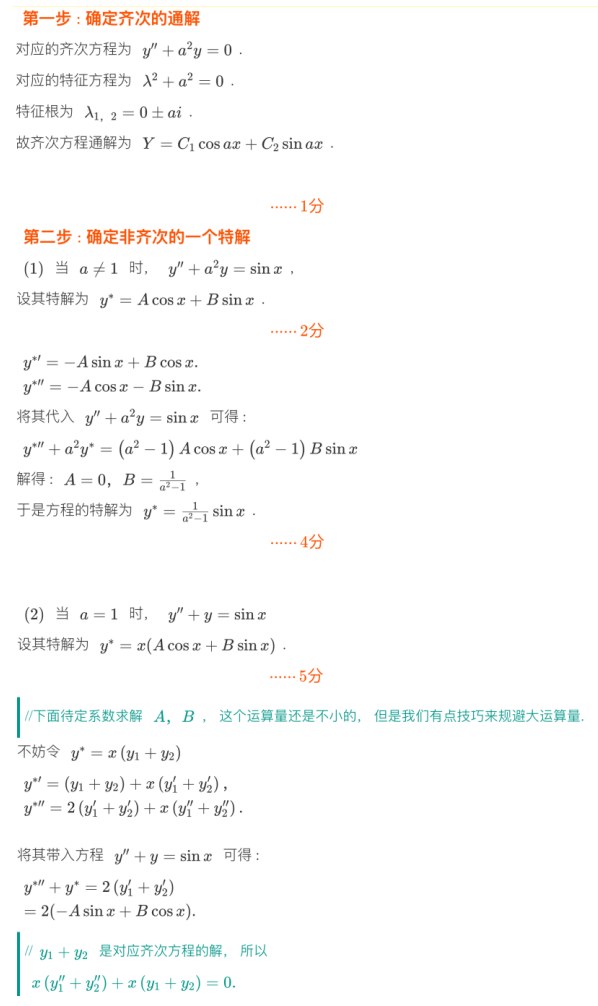 第一步：确定齐次的通解
对应的齐次方程为 y″ + a²y = 0 .
对应的特征方程为 λ² + a² = 0 .
特征根为 λ₁, ₂ = 0 ± ai .
故齐次方程通解为 Y = C₁ cos ax + C₂ sin ax .
······ 1分
第二步：确定非齐次的一个特解
(1) 当 a ≠ 1 时, y″ + a²y = sin x ,
设其特解为 y* = A cos x + B sin x .
······ 2分
y*′ = −A sin x + B cos x.
y*″ = −A cos x − B sin x.
将其代入 y″ + a²y = sin x 可得：
y*″ + a²y* = (a² − 1) A cos x + (a² − 1) B sin x
解得：A = 0, B = 1/(a²−1) ,
于是方程的特解为 y* = 1/(a²−1) sin x .
······ 4分
(2) 当 a = 1 时, y″ + y = sin x
设其特解为 y* = x(A cos x + B sin x) .
······ 5分
//下面待定系数求解 A, B ，这个运算量还是不小的，但是我们有点技巧来规避大运算量.
不妨令 y* = x (y₁ + y₂)
y*′ = (y₁ + y₂) + x (y₁′ + y₂′) ,
y*″ = 2 (y₁′ + y₂′) + x (y₁″ + y₂″) .
将其带入方程 y″ + y = sin x 可得：
y*″ + y* = 2 (y₁′ + y₂′)
= 2(−A sin x + B cos x).
// y₁ + y₂ 是对应齐次方程的解，所以
x (y₁″ + y₂″) + x (y₁ + y₂) = 0.